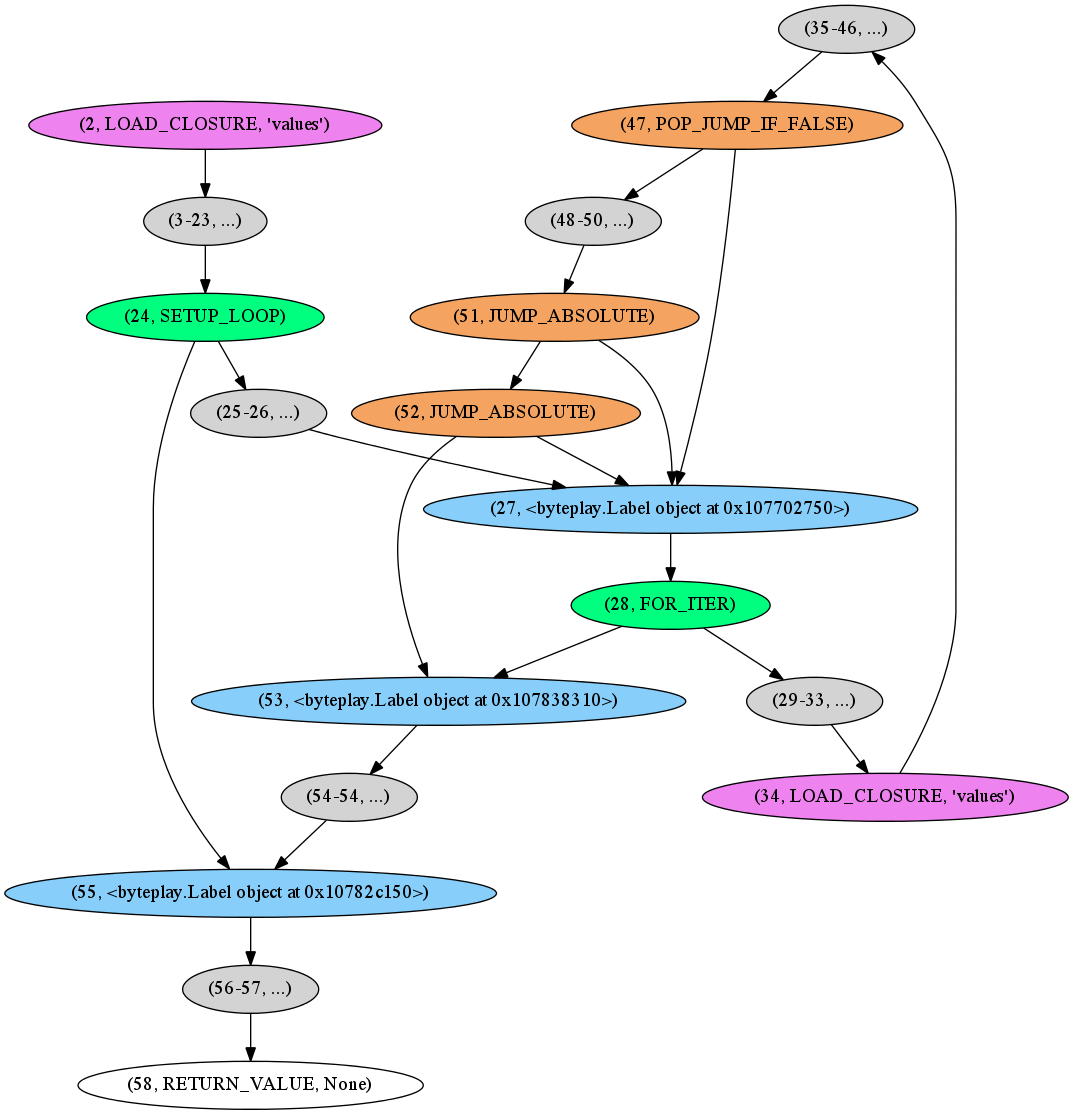 (35-46, ...)
(2, LOAD_CLOSURE, 'values')
(47, POP_JUMP_IF_FALSE)
(3-23, ...)
(48-50, ...)
(24, SETUP_LOOP)
(51, JUMP_ABSOLUTE)
(25-26, ...)
(52, JUMP_ABSOLUTE)
(27, <byteplay.Label object at 0x107702750>)
(28, FOR_ITER)
(53, <byteplay.Label object at 0x107838310>)
(29-33, ...)
(54-54, ...)
(34, LOAD_CLOSURE, 'values')
(55, <byteplay.Label object at 0x10782c150>)
(56-57, ...)
(58, RETURN_VALUE, None)